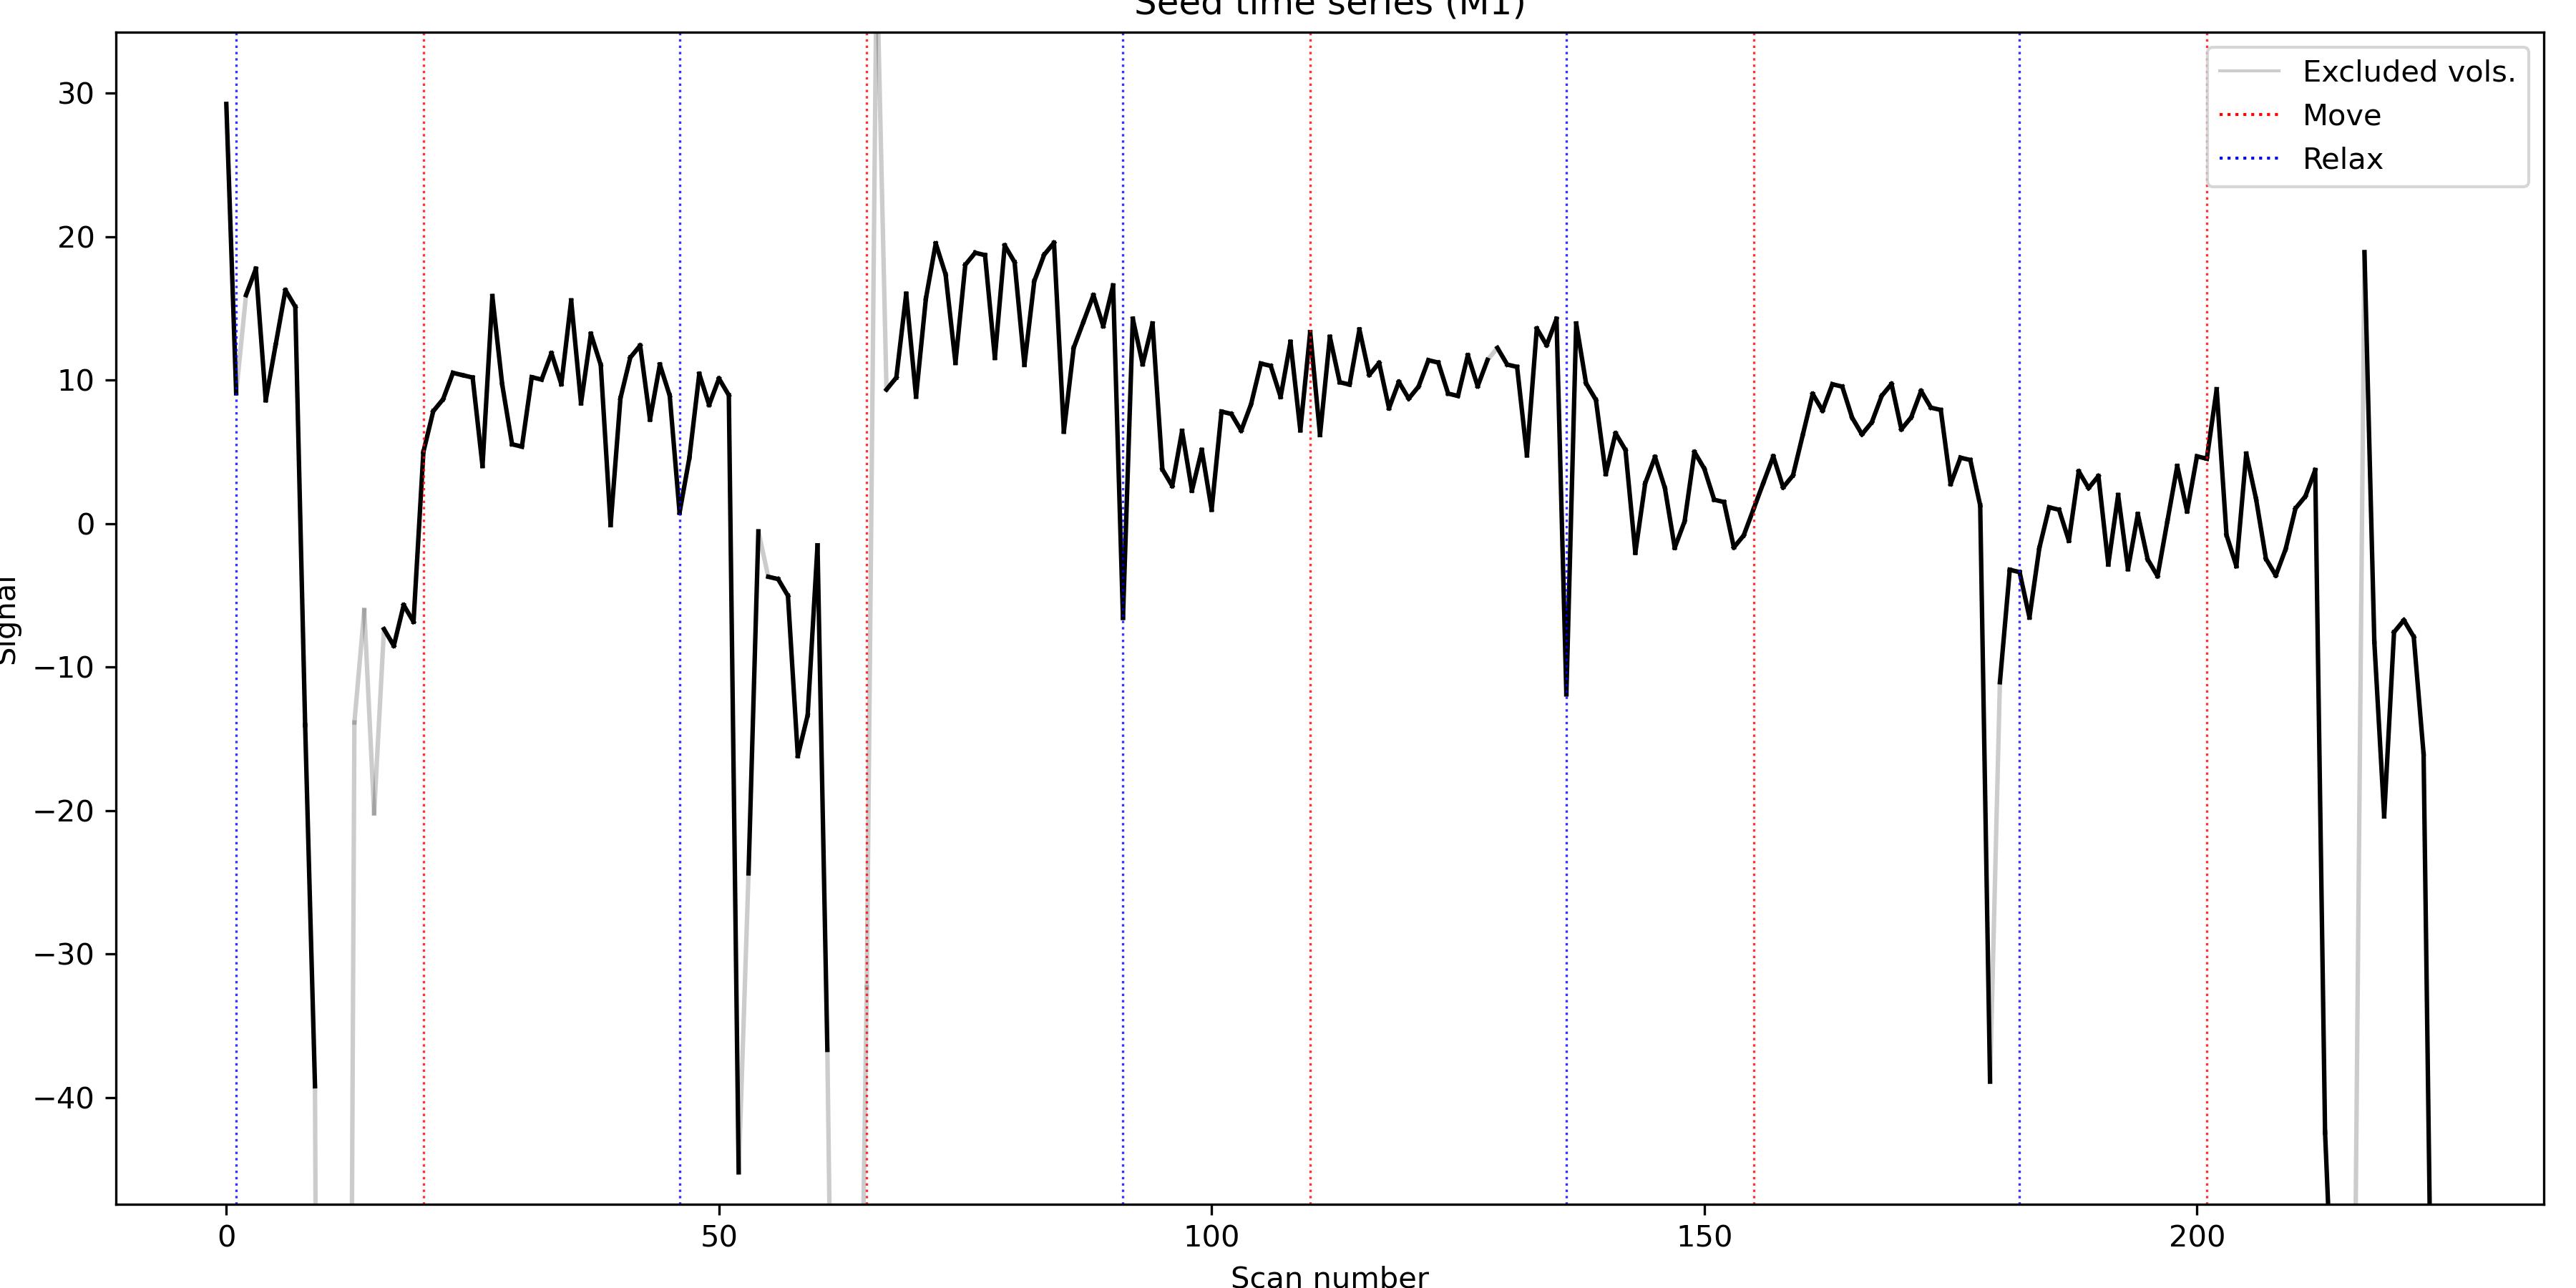 Seed time series (M1)
30
20
10
0
−10
−20
−30
−40
Signal
0
50
100
150
200
Scan number
Excluded vols.
Move
Relax